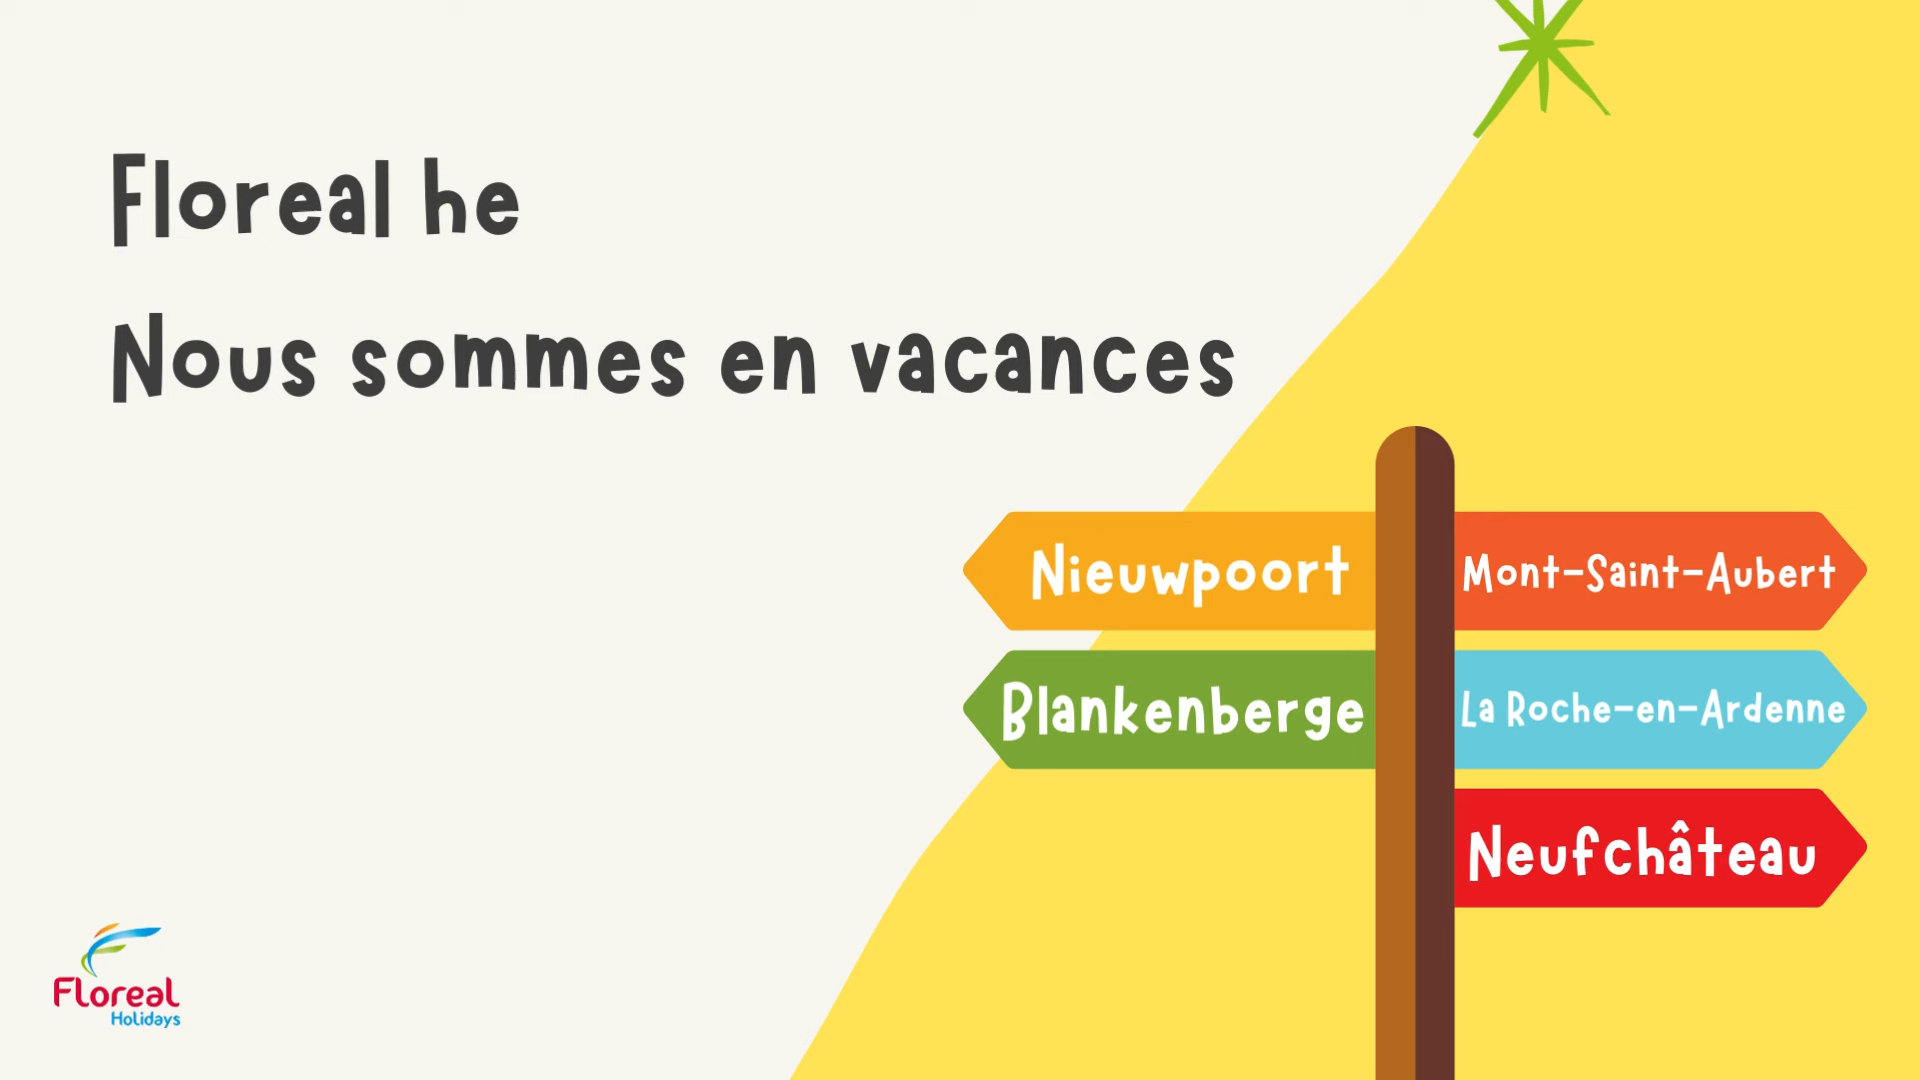 Floreal he
Nous sommes en vacances
Nieuwpoort
Mont-Saint-Aubert
Blankenberge
La Roche-en-Ardenne
Neufchâteau
Floreal
Holidays